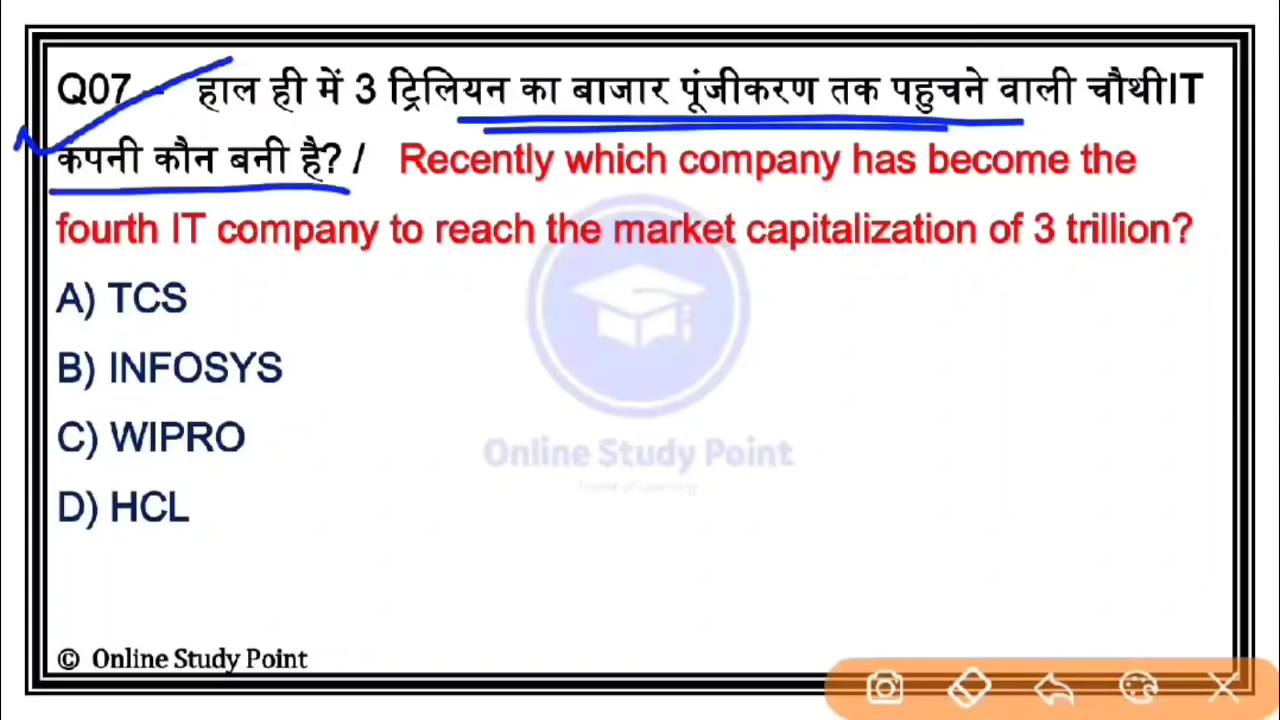 Q07 - हाल ही में 3 ट्रिलियन का बाजार पूंजीकरण तक पहुचने वाली चौथीIT
कंपनी कौन बनी है? / Recently which company has become the
fourth IT company to reach the market capitalization of 3 trillion?
A) TCS
B) INFOSYS
C) WIPRO
D) HCL
Online Study Point
© Online Study Point